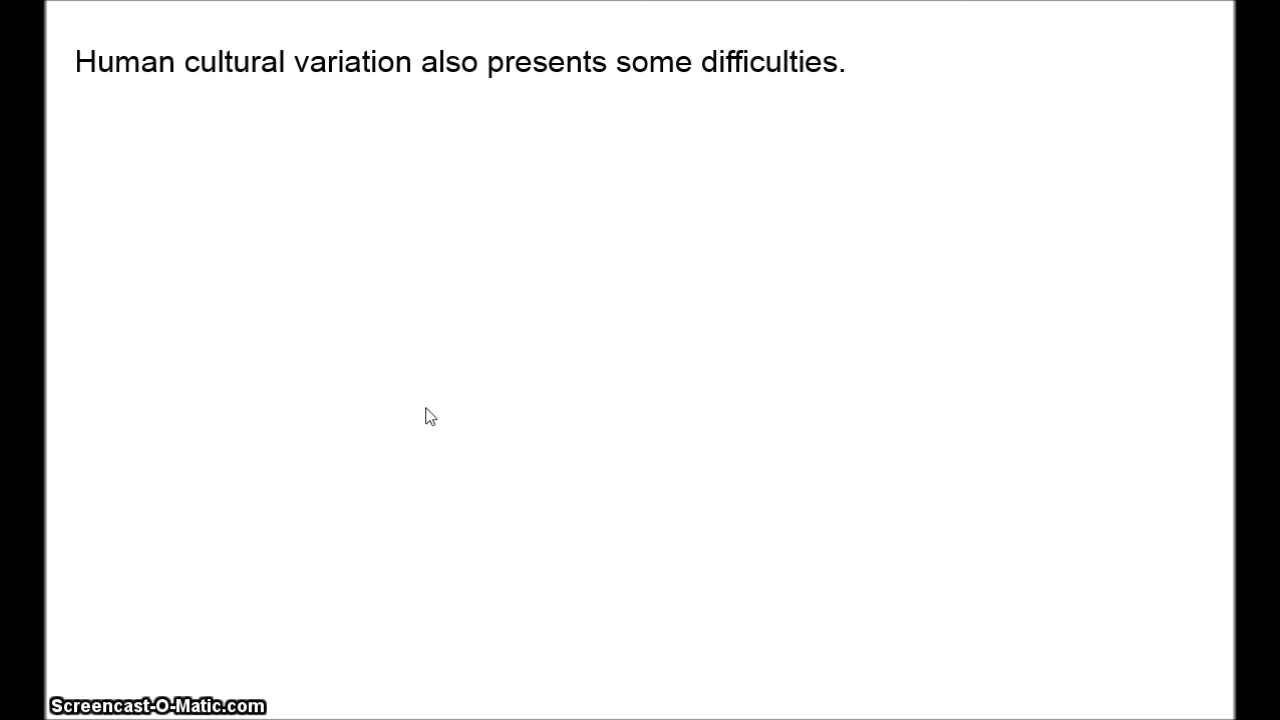 Human cultural variation also presents some difficulties.
Screencast-O-Matic.com